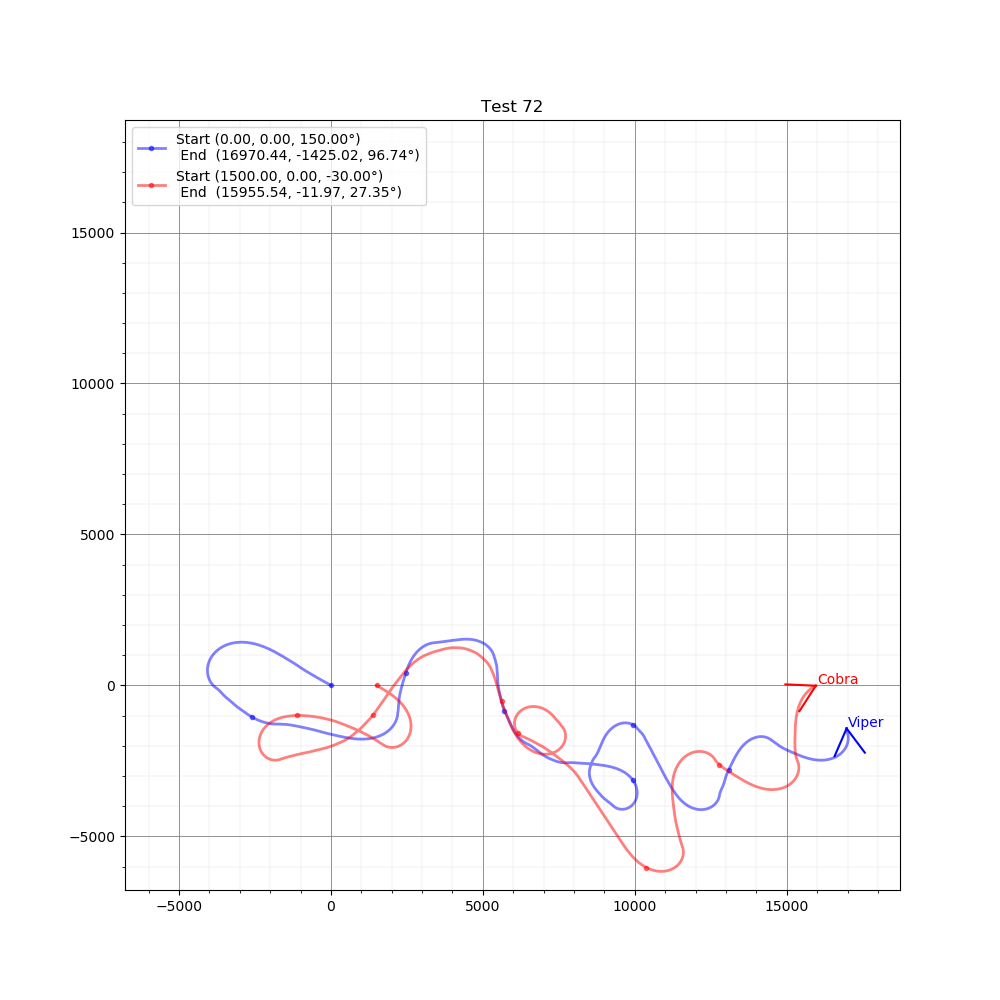 Test 72
Start (0.00, 0.00, 150.00°)
End  (16970.44, -1425.02, 96.74°)
Start (1500.00, 0.00, -30.00°)
End  (15955.54, -11.97, 27.35°)
15000
10000
5000
0
−5000
Cobra
Viper
−5000
0
5000
10000
15000